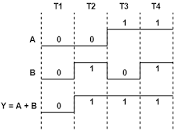 T1 T2 T3 T4
1 1
A 0 0
B 0 1 0 1
Y = A + B 0 1 1 1